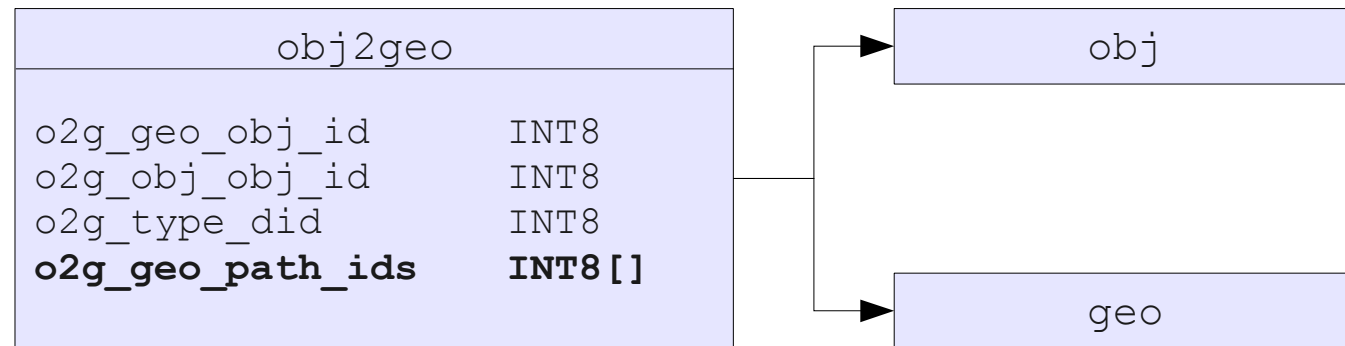 obj2geo
o2g_geo_obj_id INT8
o2g_obj_obj_id INT8
o2g_type_did INT8
o2g_geo_path_ids INT8[]
obj
geo